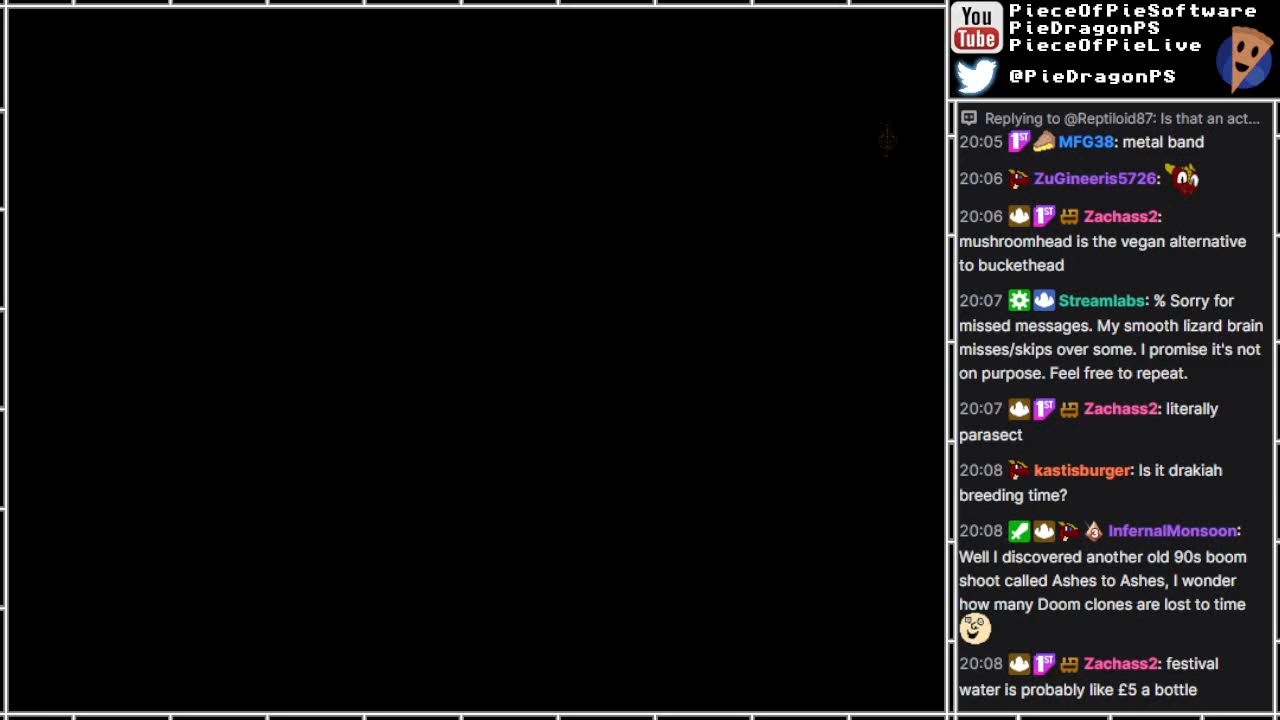 You
Tube
PieceOfPieSoftware
PieDragonPS
PieceOfPieLive
@PieDragonPS
Replying to @Reptiloid87: Is that an act...
20:05 1ST MFG38: metal band
20:06 ZuGineeris5726:
20:06 1ST Zachass2:
mushroomhead is the vegan alternative
to buckethead
20:07 Streamlabs: % Sorry for
missed messages. My smooth lizard brain
misses/skips over some. I promise it's not
on purpose. Feel free to repeat.
20:07 1ST Zachass2: literally
parasect
20:08 kastisburger: Is it drakiah
breeding time?
20:08 3 InfernalMonsoon:
Well I discovered another old 90s boom
shoot called Ashes to Ashes, I wonder
how many Doom clones are lost to time
20:08 1ST Zachass2: festival
water is probably like £5 a bottle